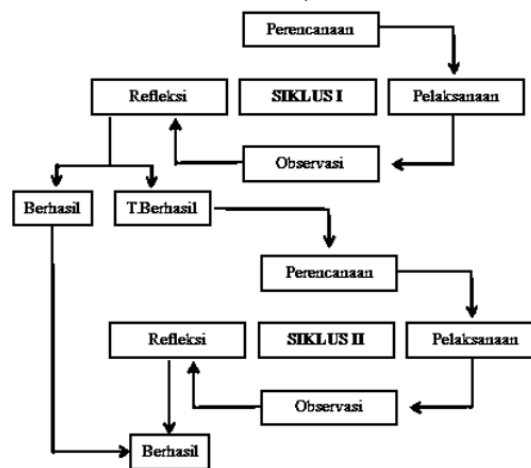 Perencanaan
Refleksi
SIKLUS I
Pelaksanaan
Observasi
Berhasil
T.Berhasil
Perencanaan
Refleksi
SIKLUS II
Pelaksanaan
Observasi
Berhasil